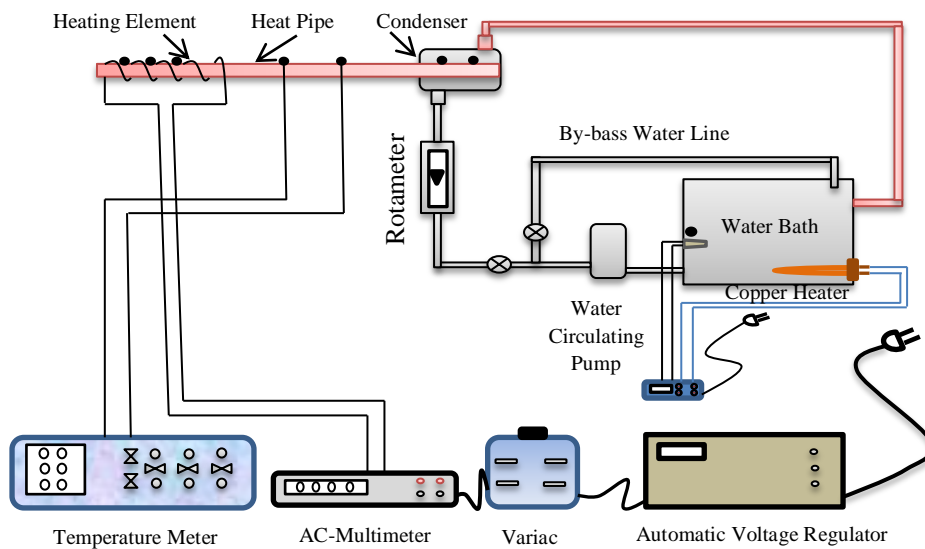 Heating Element
Heat Pipe
Condenser
By-bass Water Line
Rotameter
Water Bath
Copper Heater
Water
Circulating
Pump
Temperature Meter
AC-Multimeter
Variac
Automatic Voltage Regulator